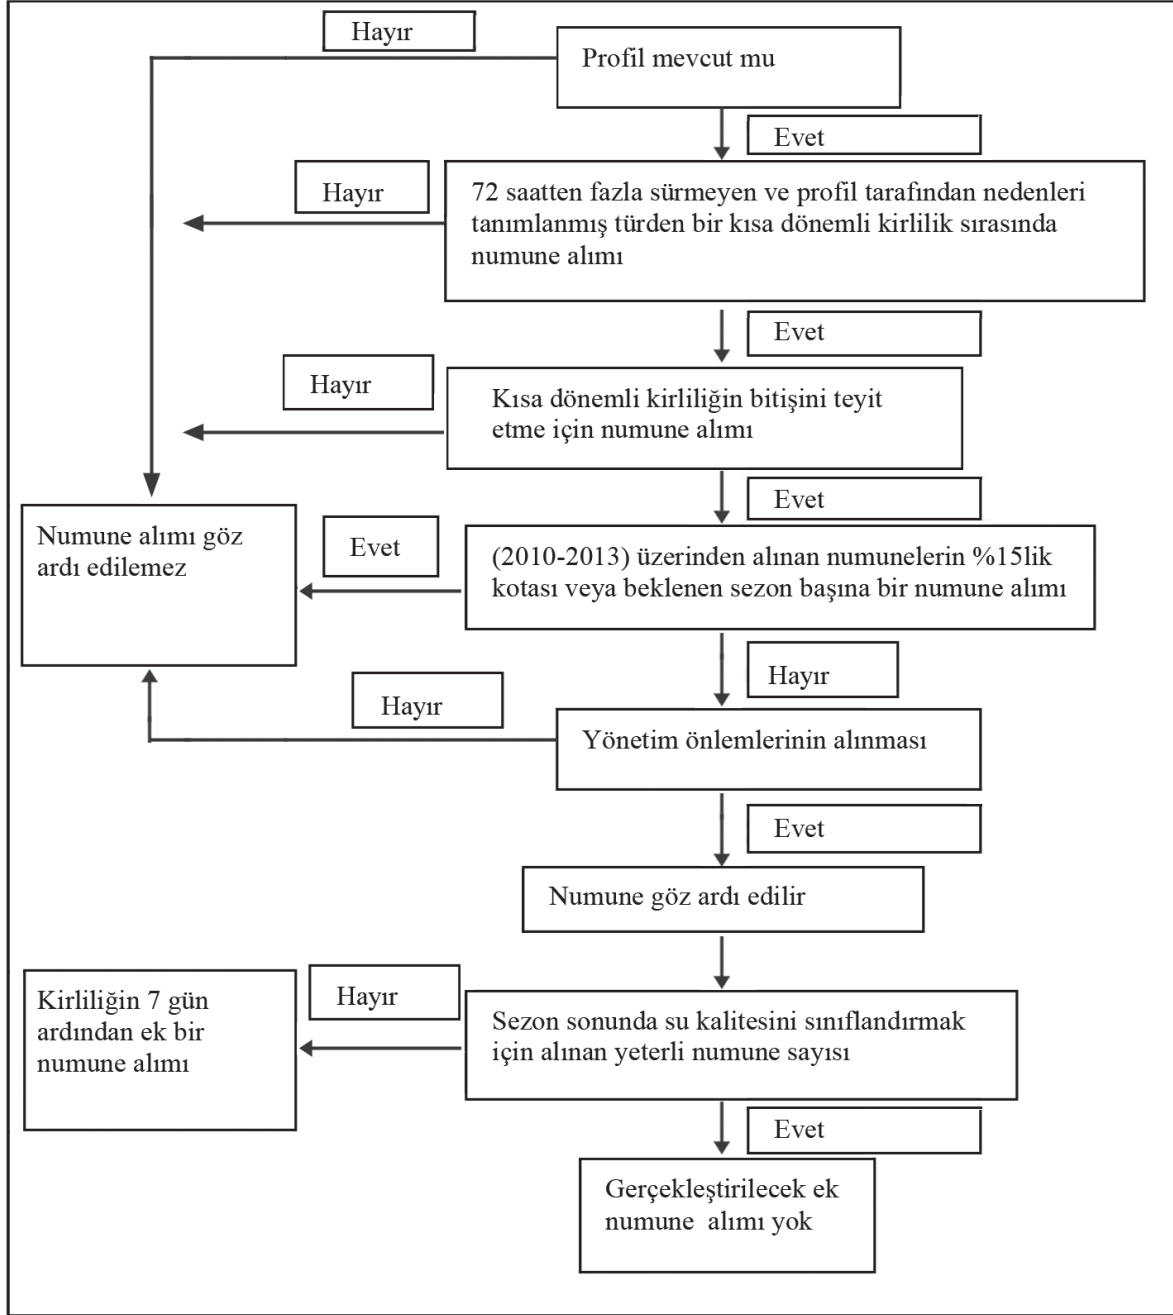 Hayır
Profil mevcut mu
Evet
Hayır
72 saatten fazla sürmeyen ve profil tarafından nedenleri
tanımlanmış türden bir kısa dönemli kirlilik sırasında
numune alımı
Evet
Hayır
Kısa dönemli kirliliğin bitişini teyit
etme için numune alımı
Evet
Numune alımı göz
ardı edilemez
Evet
(2010-2013) üzerinden alınan numunelerin %15lik
kotası veya beklenen sezon başına bir numune alımı
Hayır
Hayır
Yönetim önlemlerinin alınması
Evet
Numune göz ardı edilir
Kirliliğin 7 gün
ardından ek bir
numune alımı
Hayır
Sezon sonunda su kalitesini sınıflandırmak
için alınan yeterli numune sayısı
Evet
Gerçekleştirilecek ek
numune alımı yok